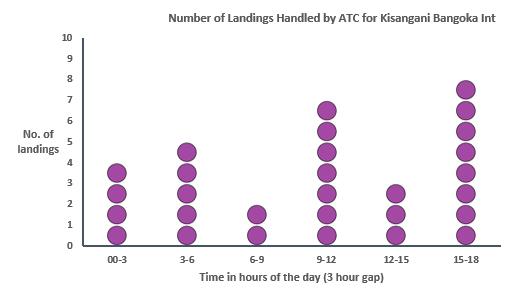 Number of Landings Handled by ATC for Kisangani Bangoka Int
10
9
8
7
6
5
4
3
2
1
0
No. of
landings
00-3 3-6 6-9 9-12 12-15 15-18
Time in hours of the day (3 hour gap)